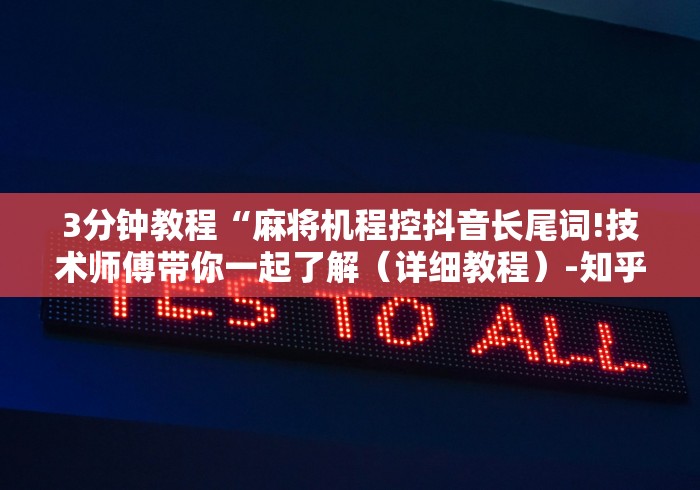 3分钟教程“麻将机程控抖音长尾词!技
术师傅带你一起了解（详细教程）-知乎
YES TO ALL